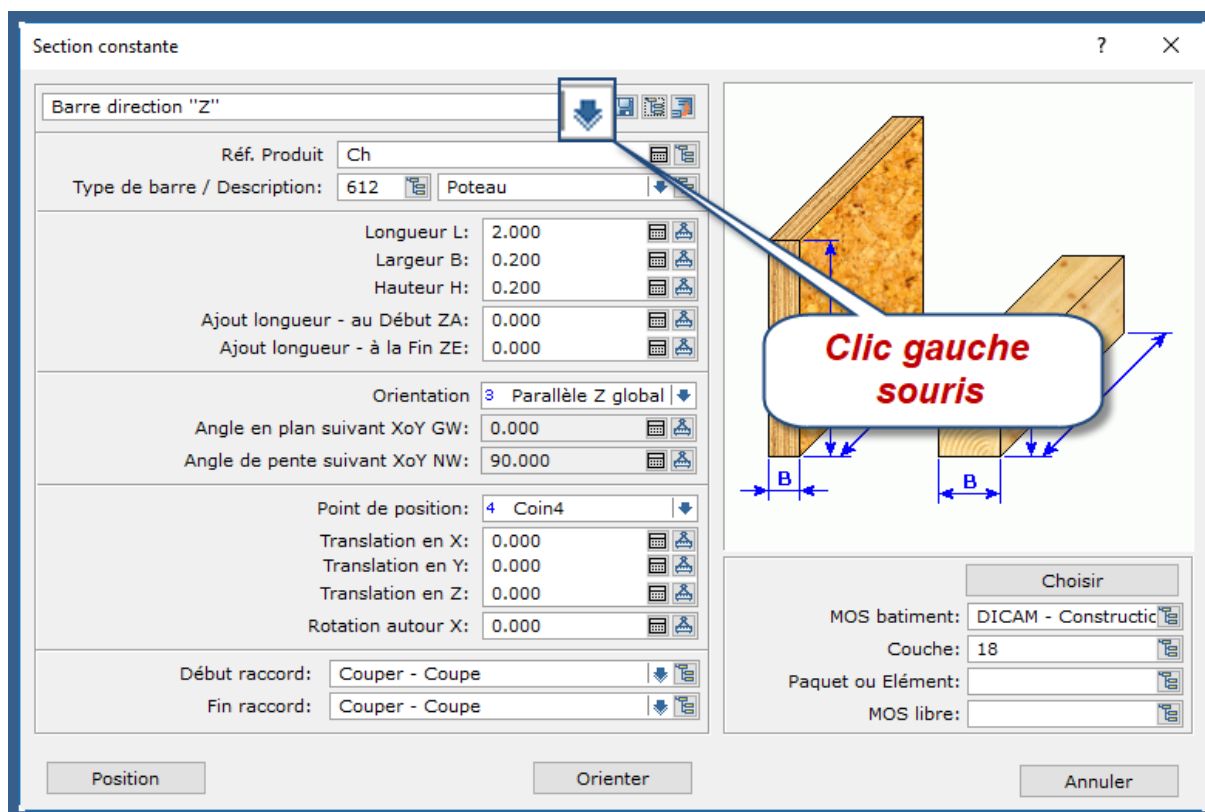 Section constante
?
Barre direction "Z"
Réf. Produit Ch
Type de barre / Description: 612 Poteau
Longueur L: 2.000
Largeur B: 0.200
Hauteur H: 0.200
Ajout longueur - au Début ZA: 0.000
Ajout longueur - à la Fin ZE: 0.000
Orientation 3 Parallèle Z global
Angle en plan suivant XoY GW: 0.000
Angle de pente suivant XoY NW: 90.000
Point de position: 4 Coin4
Translation en X: 0.000
Translation en Y: 0.000
Translation en Z: 0.000
Rotation autour X: 0.000
Début raccord: Couper - Coupe
Fin raccord: Couper - Coupe
Clic gauche
souris
B
B
Choisir
MOS batiment: DICAM - Constructic
Couche: 18
Paquet ou Elément:
MOS libre:
Position
Orienter
Annuler